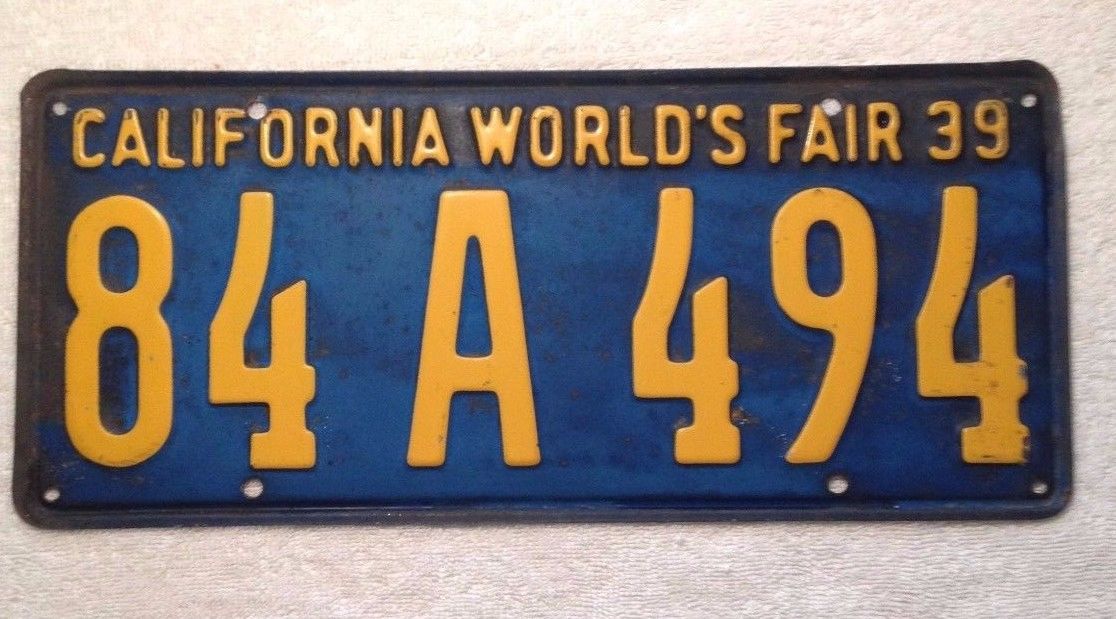 CALIFORNIA WORLD'S FAIR 39
84 A 494